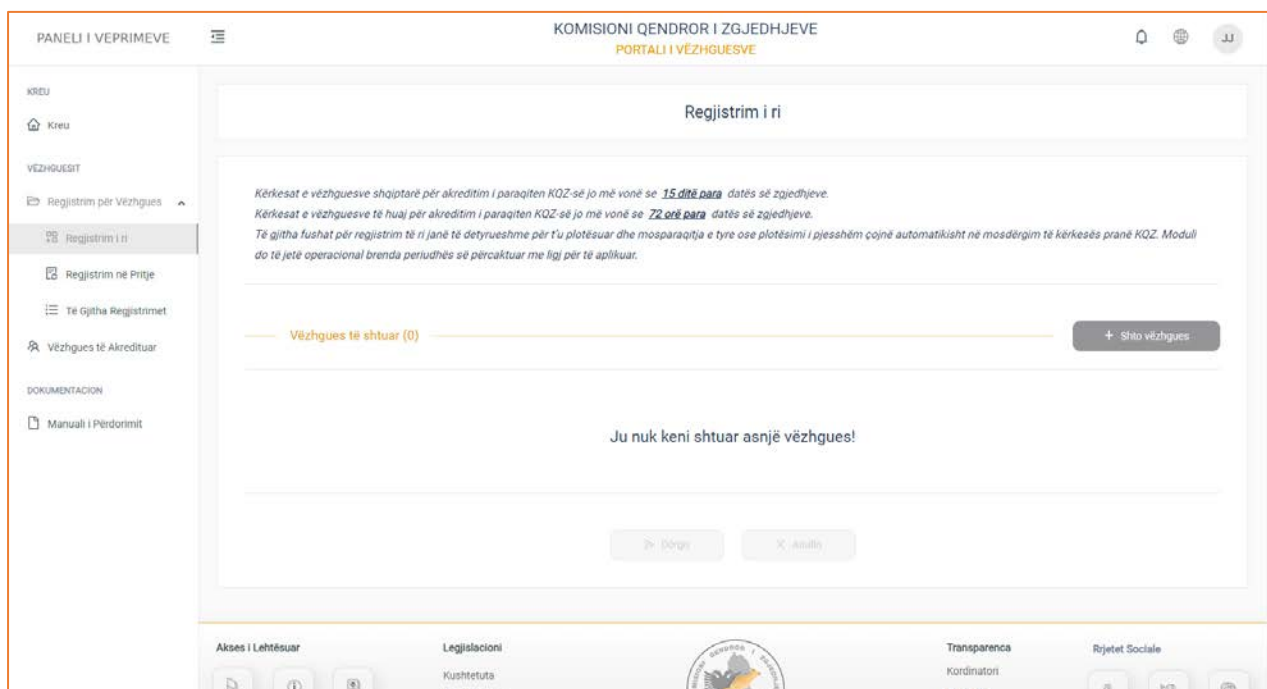 PANELI I VEPRIMEVE
KOMISIONI QENDROR I ZGJEDHJEVE
PORTALI I VËZHGUESVE
JJ
KREU
Kreu
VËZHGUESIT
Regjistrim për Vëzhgues
Regjistrim i ri
Regjistrim në Pritje
Të Gjitha Regjistrimet
Vëzhgues të Akredituar
DOKUMENTACION
Manuali i Përdorimit
Regjistrim i ri
Kërkesat e vëzhguesve shqiptarë për akreditim i paraqiten KQZ-së jo më vonë se 15 ditë para datës së zgjedhjeve.
Kërkesat e vëzhguesve të huaj për akreditim i paraqiten KQZ-së jo më vonë se 72 orë para datës së zgjedhjeve.
Të gjitha fushat për regjistrim të ri janë të detyrueshme për t'u plotësuar dhe mosparaqitja e tyre ose plotësimi i pjesshëm çojnë automatikisht në mosdërgim të kërkesës pranë KQZ. Moduli
do të jetë operacional brenda periudhës së përcaktuar me ligj për të aplikuar.
Vëzhgues të shtuar (0)
+ Shto vëzhgues
Ju nuk keni shtuar asnjë vëzhgues!
Dërgo
Anullo
Akses i Lehtësuar
Legjislacioni
Kushtetuta
Transparenca
Kordinatori
Rrjetet Sociale